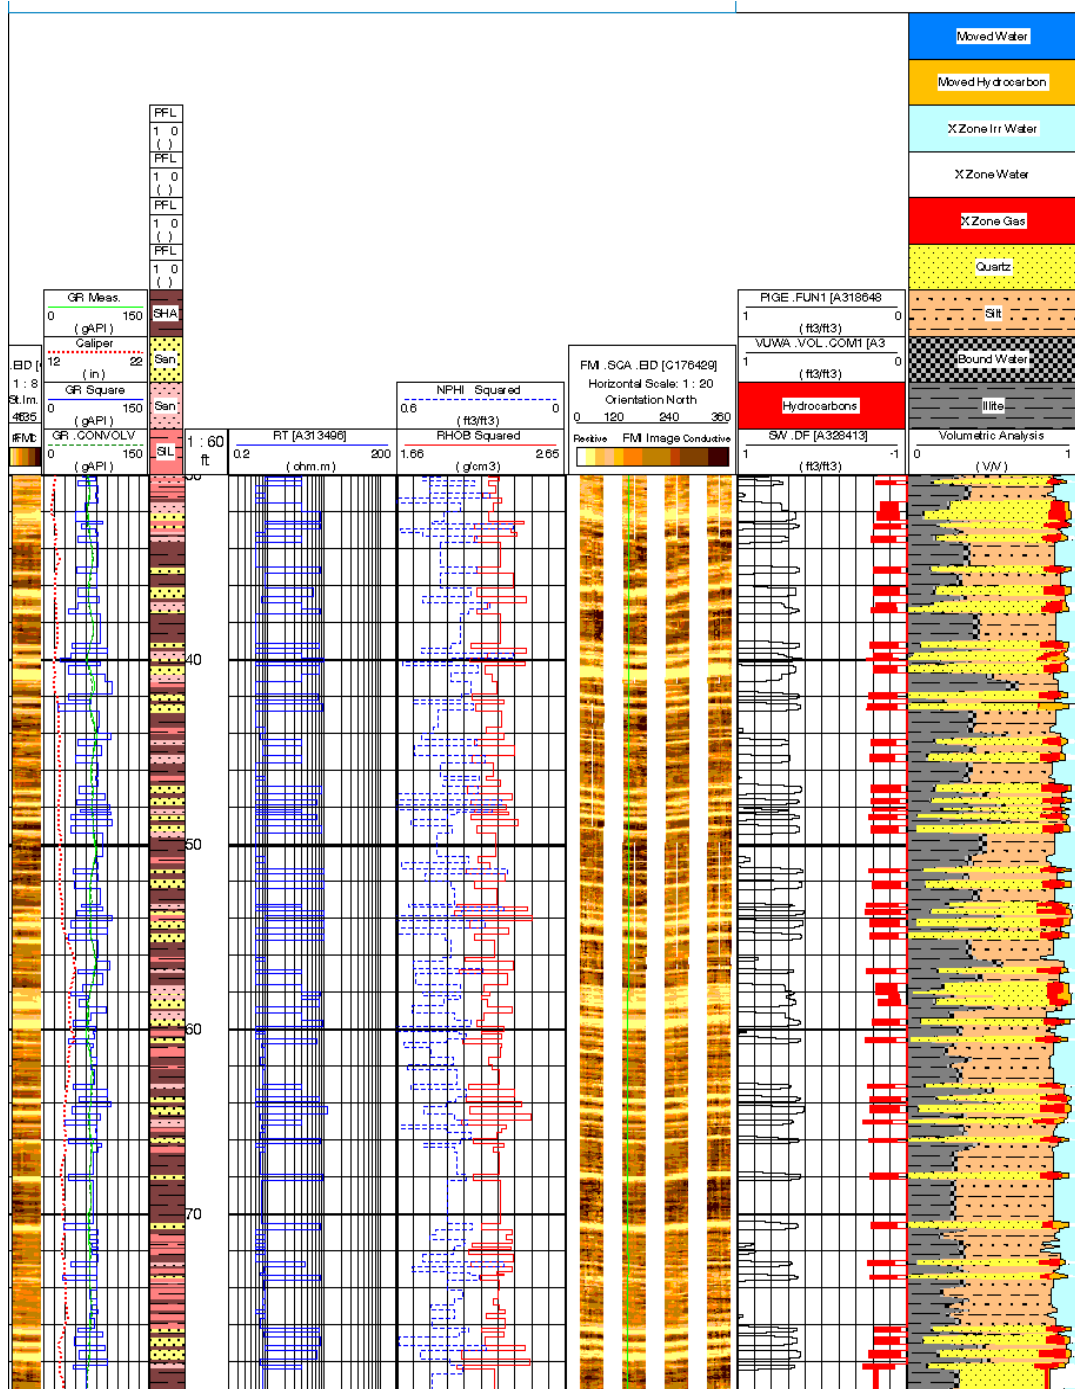 Moved Water
Moved Hydrocarbon
X Zone Irr Water
X Zone Water
X Zone Gas
Quartz
Silt
Bound Water
Illite
Volumetric Analysis
0 1
(V/V)
PFL
1 0
( )
PFL
1 0
( )
PFL
1 0
( )
PFL
1 0
( )
SHA
San
San
SIL
GR Meas.
0 150
( gAPI )
Caliper
12 22
( in )
GR Square
0 150
( gAPI )
GR .CONVOLV
0 150
( gAPI )
1 : 8
1 : 60
ft
RT [A313496]
0.2 200
( ohm.m )
NPHI Squared
0.6 0
( ft3/ft3)
RHOB Squared
1.66 2.65
( g/cm3 )
FMI .SCA .EID [C176429]
Horizontal Scale: 1 : 20
Orientation North
0 120 240 360
Resitive FMI Image Conductive
PIGE .FUN1 [A318648
1 0
( ft3/ft3)
VUWA .VOL .COM1 [A3
1 0
( ft3/ft3)
Hydrocarbons
SW .DF [A328413]
1 -1
( ft3/ft3)
40
50
60
70